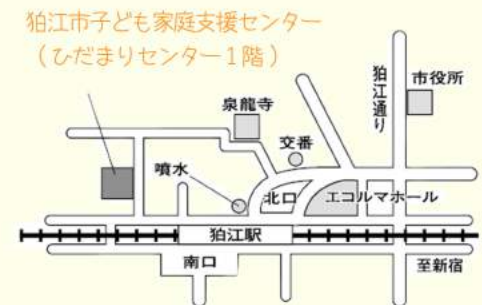 狛江市子ども家庭支援センター
（ひだまりセンター1階）
狛江通り
市役所
泉龍寺
交番
噴水
北口
エコルマホール
狛江駅
南口
至新宿